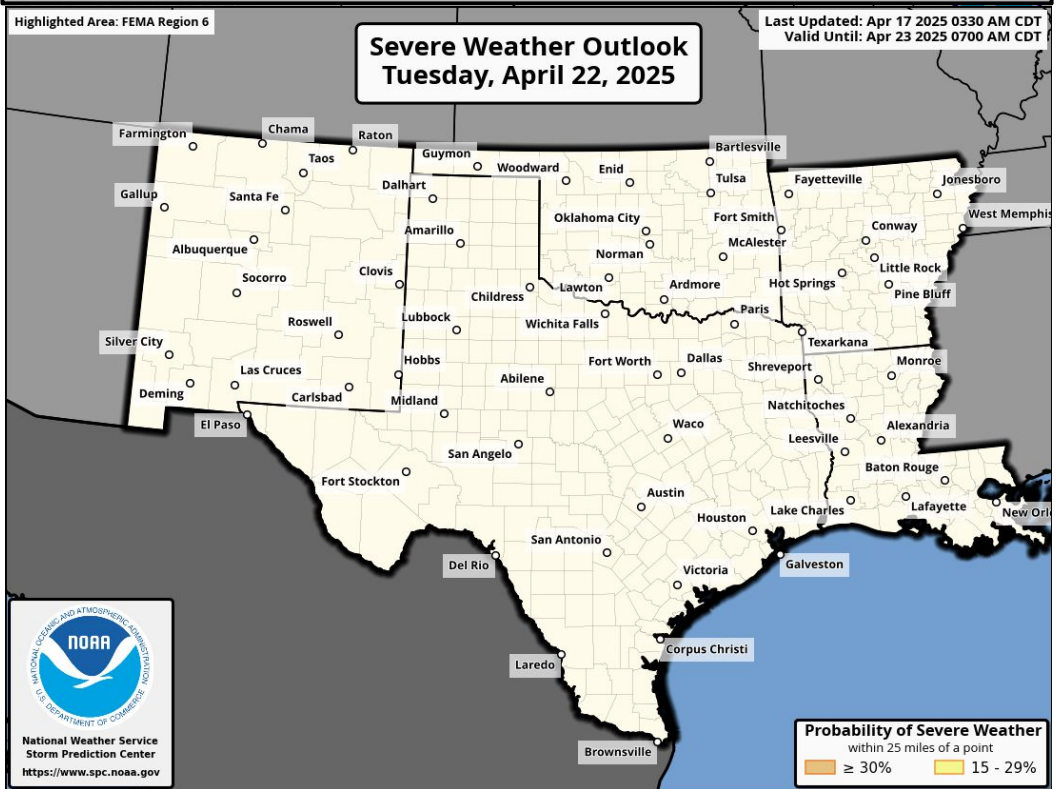 Highlighted Area: FEMA Region 6
Severe Weather Outlook
Tuesday, April 22, 2025
Last Updated: Apr 17 2025 0330 AM CDT
Valid Until: Apr 23 2025 0700 AM CDT
Farmington
Chama
Raton
Taos
Guymon
Woodward
Enid
Bartlesville
Tulsa
Fayetteville
Jonesboro
Gallup
Santa Fe
Dalhart
Oklahoma City
Fort Smith
Conway
West Memphis
Albuquerque
Amarillo
Norman
McAlester
Little Rock
Socorro
Clovis
Childress
Lawton
Ardmore
Hot Springs
Pine Bluff
Roswell
Lubbock
Wichita Falls
Paris
Texarkana
Silver City
Hobbs
Fort Worth
Dallas
Shreveport
Monroe
Las Cruces
Deming
Carlsbad
Midland
Abilene
Natchitoches
El Paso
Waco
Leesville
Alexandria
San Angelo
Fort Stockton
Baton Rouge
Austin
Houston
Lake Charles
Lafayette
New Orl
San Antonio
Del Rio
Victoria
Galveston
Laredo
Corpus Christi
Brownsville
NATIONAL OCEANIC AND ATMOSPHERIC ADMINISTRATION
NOAA
U.S. DEPARTMENT OF COMMERCE
National Weather Service
Storm Prediction Center
https://www.spc.noaa.gov
Probability of Severe Weather
within 25 miles of a point
≥ 30%
15 - 29%